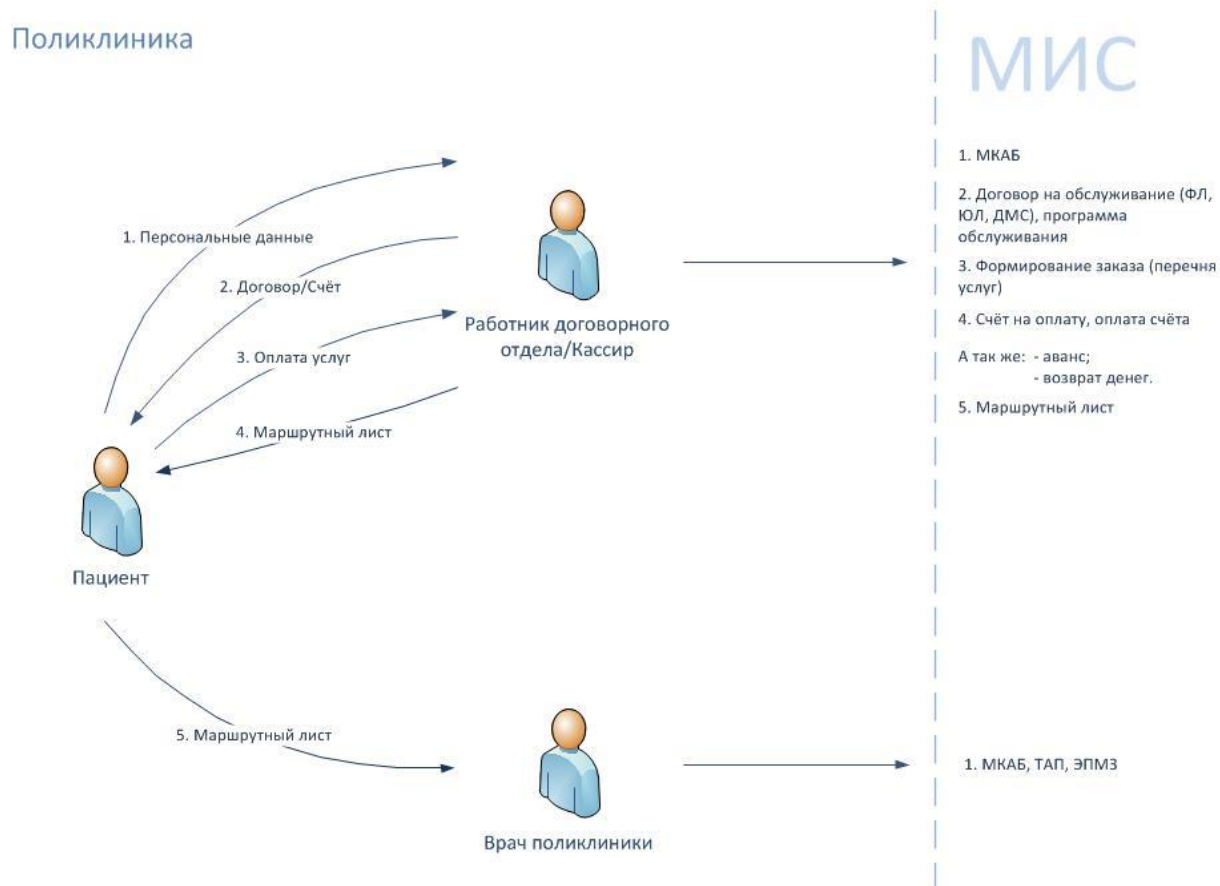 Поликлиника
МИС
1. Персональные данные
2. Договор/Счёт
3. Оплата услуг
4. Маршрутный лист
Работник договорного
отдела/Кассир
Пациент
5. Маршрутный лист
Врач поликлиники
1. МКАБ
2. Договор на обслуживание (ФЛ,
ЮЛ, ДМС), программа
обслуживания
3. Формирование заказа (перечня
услуг)
4. Счёт на оплату, оплата счёта
А так же: - аванс;
- возврат денег.
5. Маршрутный лист
1. МКАБ, ТАП, ЭПМЗ